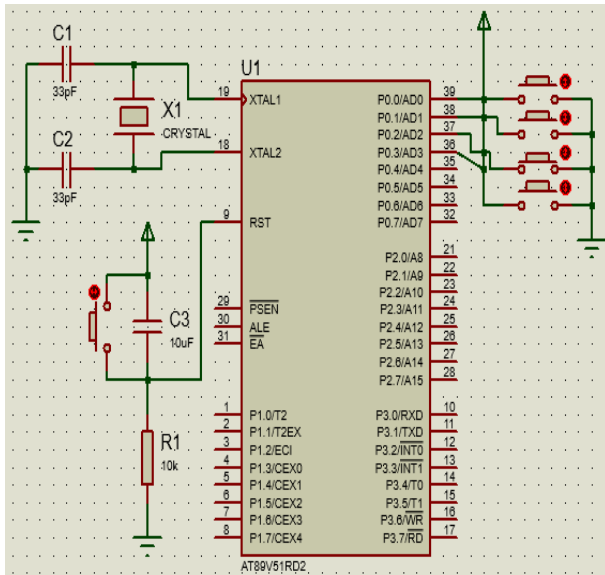 C1
33pF
X1
CRYSTAL
C2
33pF
C3
10uF
R1
10k
U1
19 XTAL1
18 XTAL2
9 RST
29 PSEN
30 ALE
31 EA
1 P1.0/T2
2 P1.1/T2EX
3 P1.2/ECI
4 P1.3/CEX0
5 P1.4/CEX1
6 P1.5/CEX2
7 P1.6/CEX3
8 P1.7/CEX4
P0.0/AD0 39
P0.1/AD1 38
P0.2/AD2 37
P0.3/AD3 36
P0.4/AD4 35
P0.5/AD5 34
P0.6/AD6 33
P0.7/AD7 32
P2.0/A8 21
P2.1/A9 22
P2.2/A10 23
P2.3/A11 24
P2.4/A12 25
P2.5/A13 26
P2.6/A14 27
P2.7/A15 28
P3.0/RXD 10
P3.1/TXD 11
P3.2/INT0 12
P3.3/INT1 13
P3.4/T0 14
P3.5/T1 15
P3.6/WR 16
P3.7/RD 17
AT89V51RD2